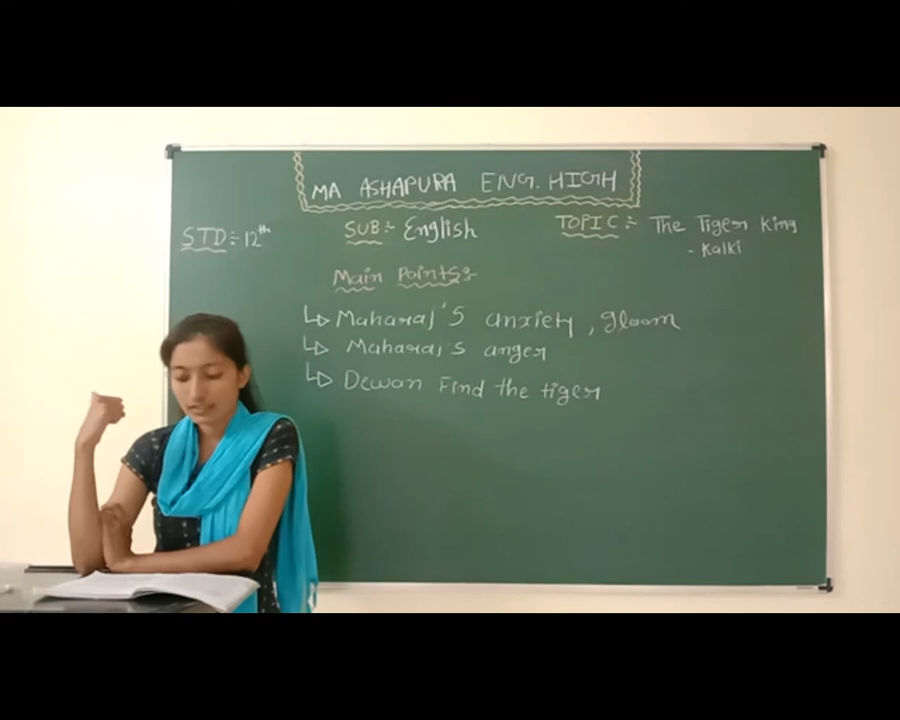 MA ASHAPURA ENG. HIGH
STD:- 12th
SUB:- English
TOPIC:- The Tiger King
- Kalki
Main Points:-
↳ Maharaj's anxiety, gloom
↳ Maharaj's anger
↳ Dewan Find the tiger